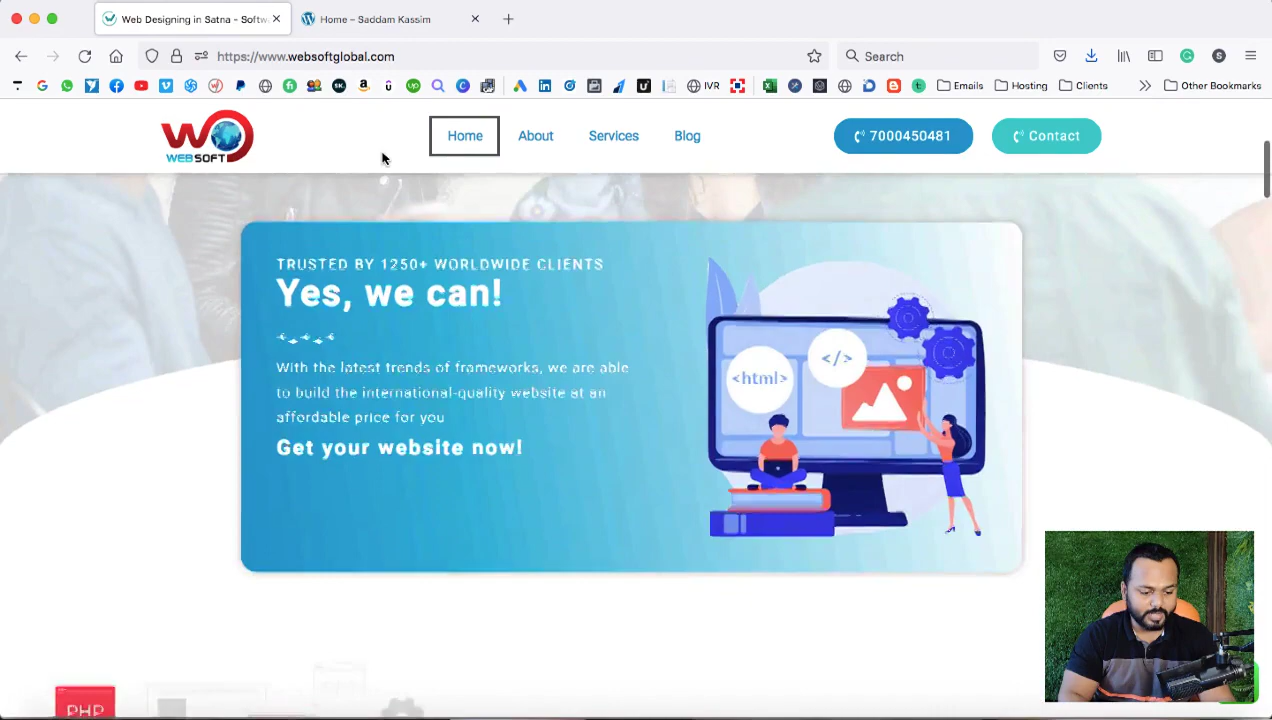 Web Designing in Satna - Softw
Home – Saddam Kassim
https://www.websoftglobal.com
Search
IVR
Emails
Hosting
Clients
Other Bookmarks
WEBSOFT
Home
About
Services
Blog
7000450481
Contact
TRUSTED BY 1250+ WORLDWIDE CLIENTS
Yes, we can!
With the latest trends of frameworks, we are able
to build the international-quality website at an
affordable price for you
Get your website now!
<html>
</>
PHP